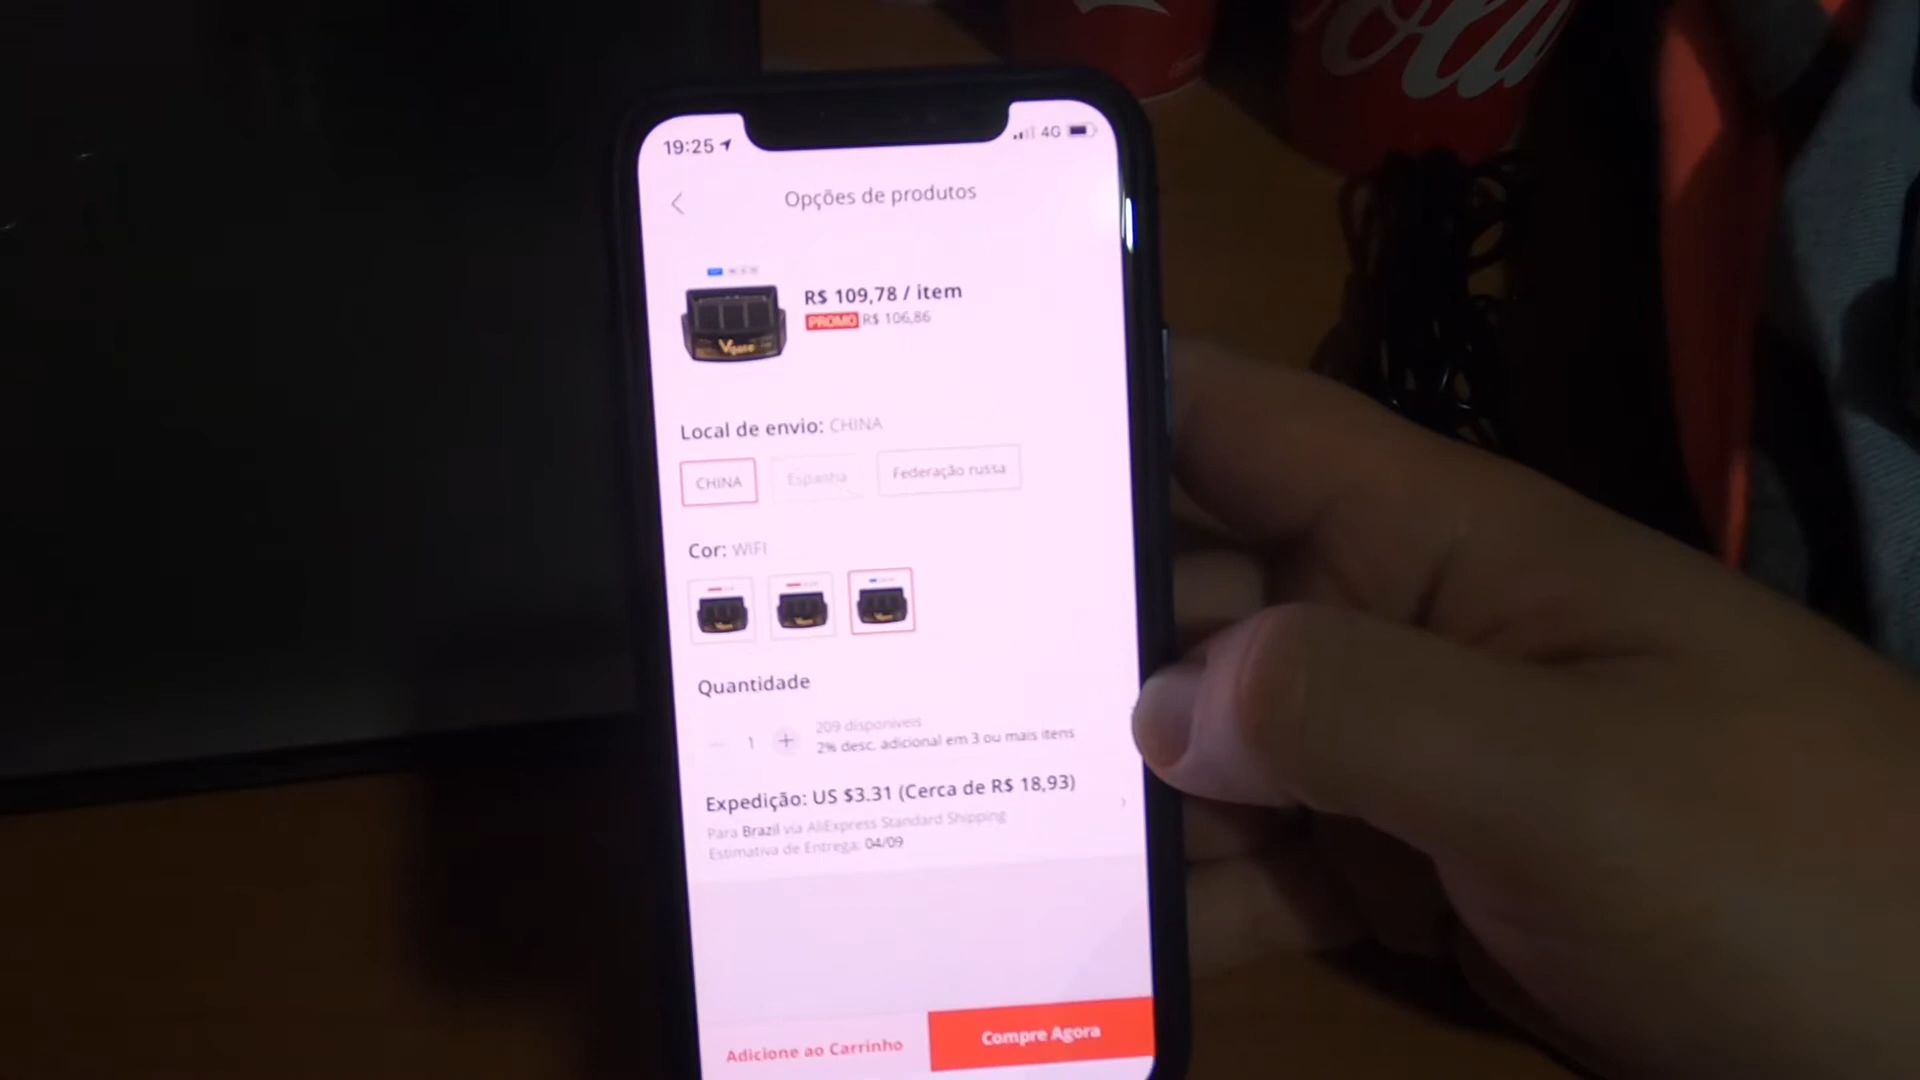 Cola
19:25 4G
Opções de produtos
R$ 109,78 / item
PROMO R$ 106,86
Vgate
Local de envio: CHINA
CHINA Espanha Federação russa
Cor: WIFI
Quantidade
1 + 209 disponíveis
2% desc. adicional em 3 ou mais itens
Expedição: US $3.31 (Cerca de R$ 18,93)
Para Brazil via AliExpress Standard Shipping
Estimativa de Entrega: 04/09
Adicione ao Carrinho Compre Agora